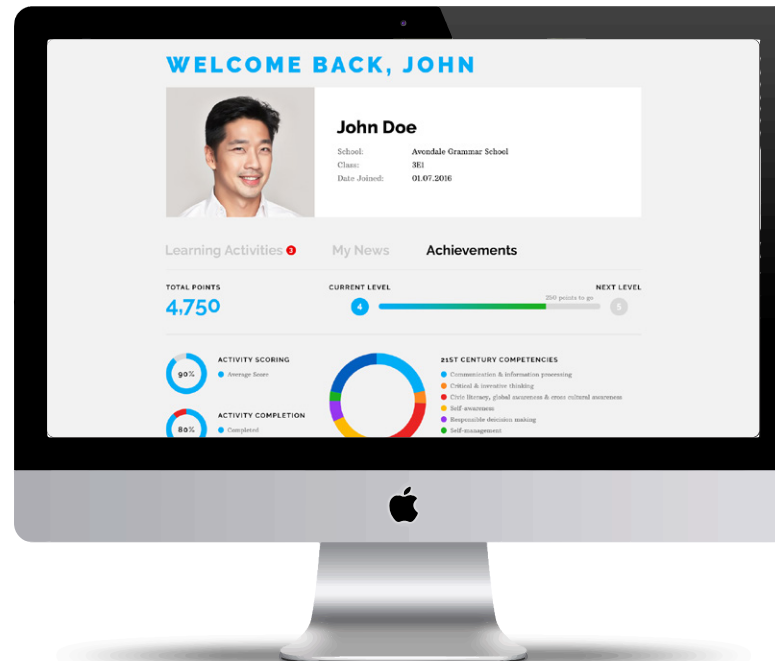 WELCOME BACK, JOHN
John Doe
School: Avondale Grammar School
Class: 3E1
Date Joined: 01.07.2016
Learning Activities 3 My News Achievements
TOTAL POINTS
4,750
CURRENT LEVEL NEXT LEVEL
250 points to go
4 5
ACTIVITY SCORING
90%
Average Score
ACTIVITY COMPLETION
80%
Completed
21ST CENTURY COMPETENCIES
Communication & information processing
Critical & inventive thinking
Civic literacy, global awareness & cross cultural awareness
Self-awareness
Responsible decision making
Self-management